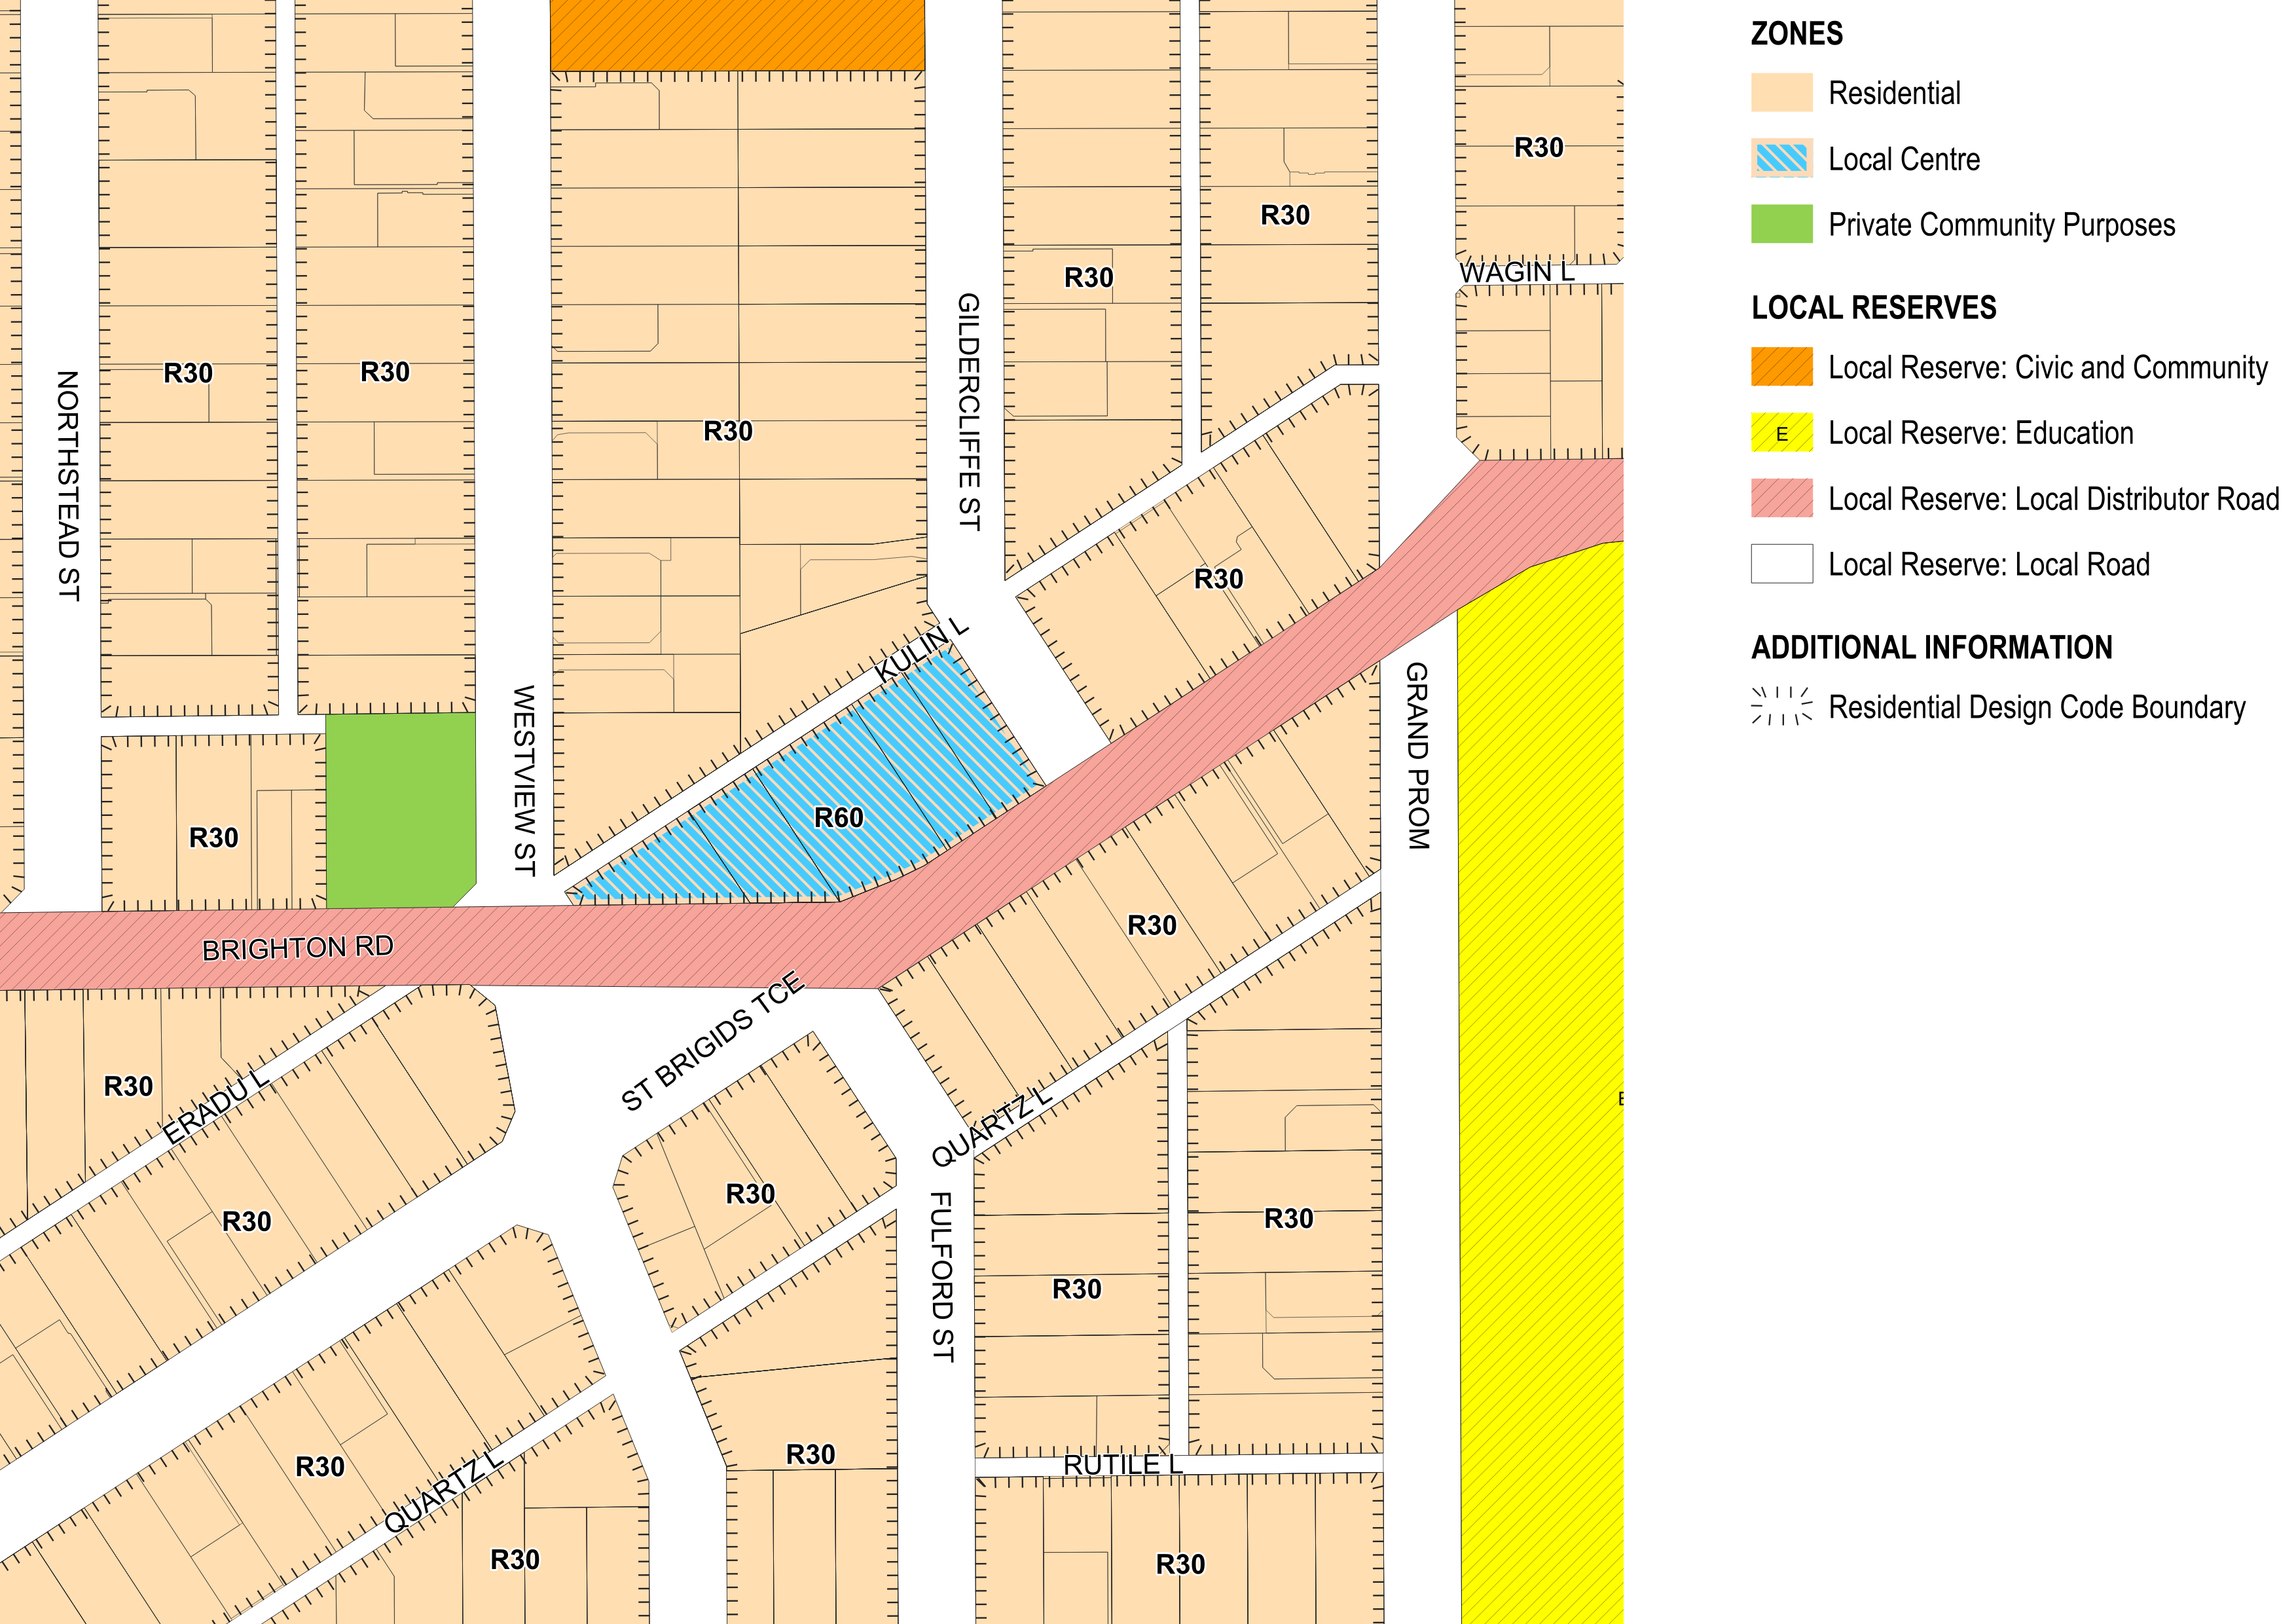 ZONES
Residential
Local Centre
Private Community Purposes
LOCAL RESERVES
Local Reserve: Civic and Community
E
Local Reserve: Education
Local Reserve: Local Distributor Road
Local Reserve: Local Road
ADDITIONAL INFORMATION
Residential Design Code Boundary
R30
R30
WAGIN L
R30
R30
R30
R30
NORTHSTEAD ST
GILDERCLIFFE ST
R30
KULIN L
WESTVIEW ST
GRAND PROM
R60
R30
R30
BRIGHTON RD
ST BRIGIDS TCE
R30
ERADU L
QUARTZ L
R30
R30
R30
FULFORD ST
R30
R30
R30
QUARTZ L
RUTILE L
R30
R30